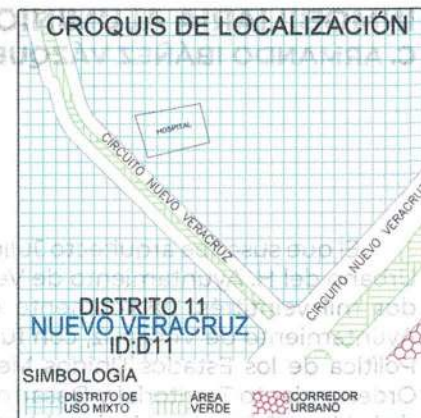 CROQUIS DE LOCALIZACIÓN
HOSPITAL
CIRCUITO NUEVO VERACRUZ
CIRCUITO NUEVO VERACRUZ
DISTRITO 11
NUEVO VERACRUZ
ID:D11
SIMBOLOGÍA
DISTRITO DE
USO MIXTO
ÁREA
VERDE
CORREDOR
URBANO